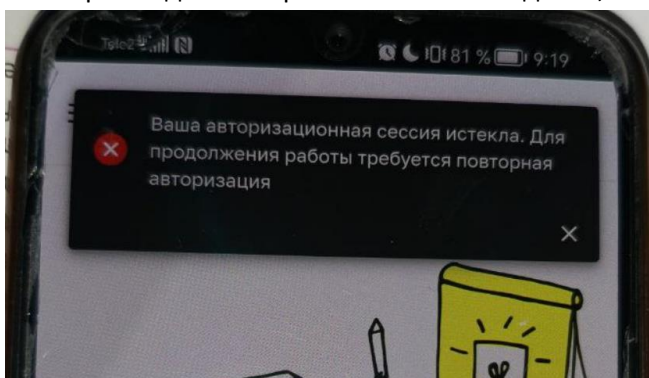 Tele2
81 % 9:19
Ваша авторизационная сессия истекла. Для
продолжения работы требуется повторная
авторизация